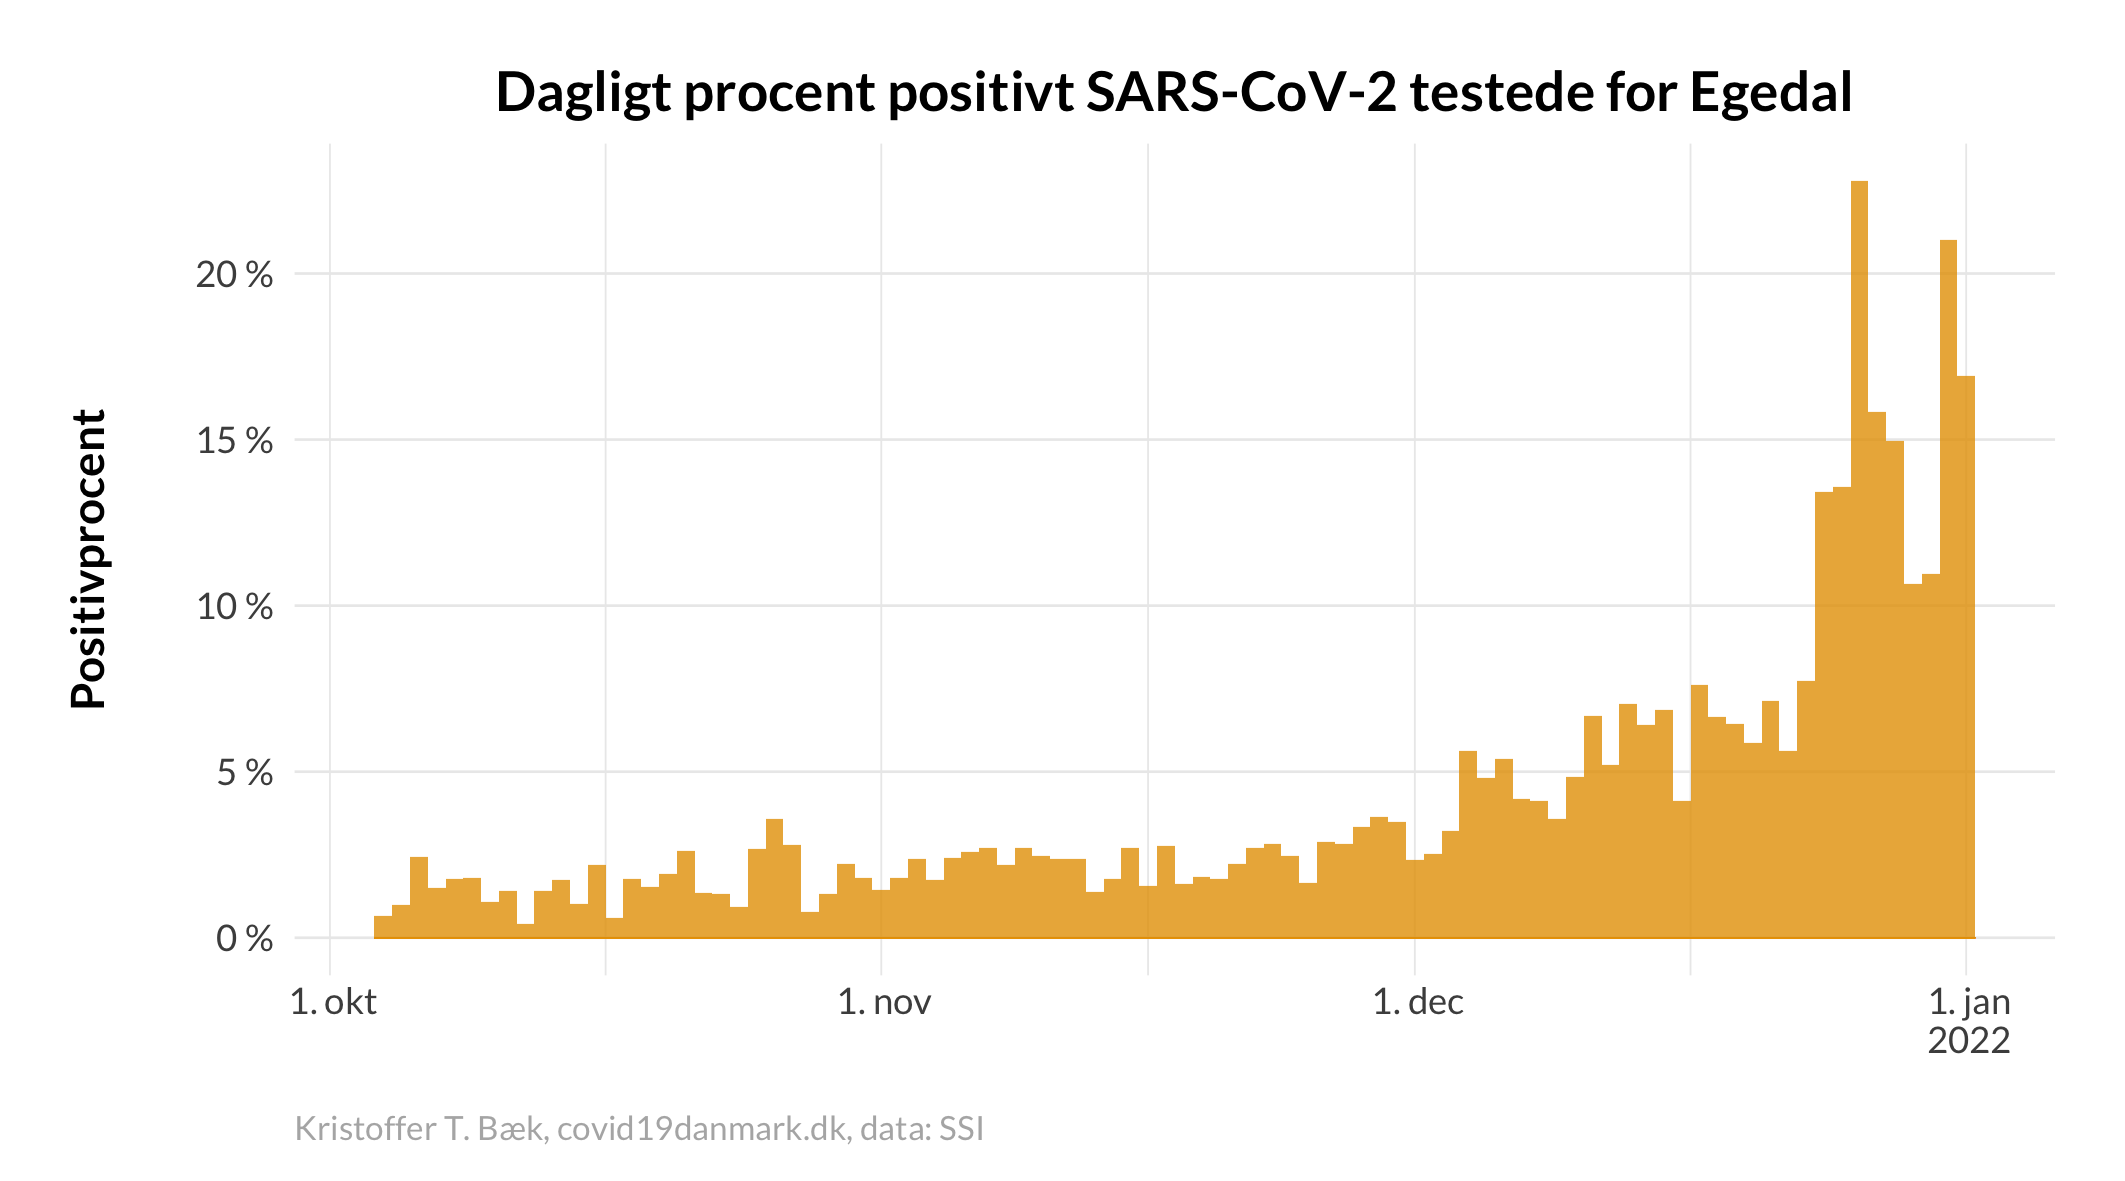 Dagligt procent positivt SARS-CoV-2 testede for Egedal
Positivprocent
20 %
15 %
10 %
5 %
0 %
1. okt
1. nov
1. dec
1. jan
2022
Kristoffer T. Bæk, covid19danmark.dk, data: SSI